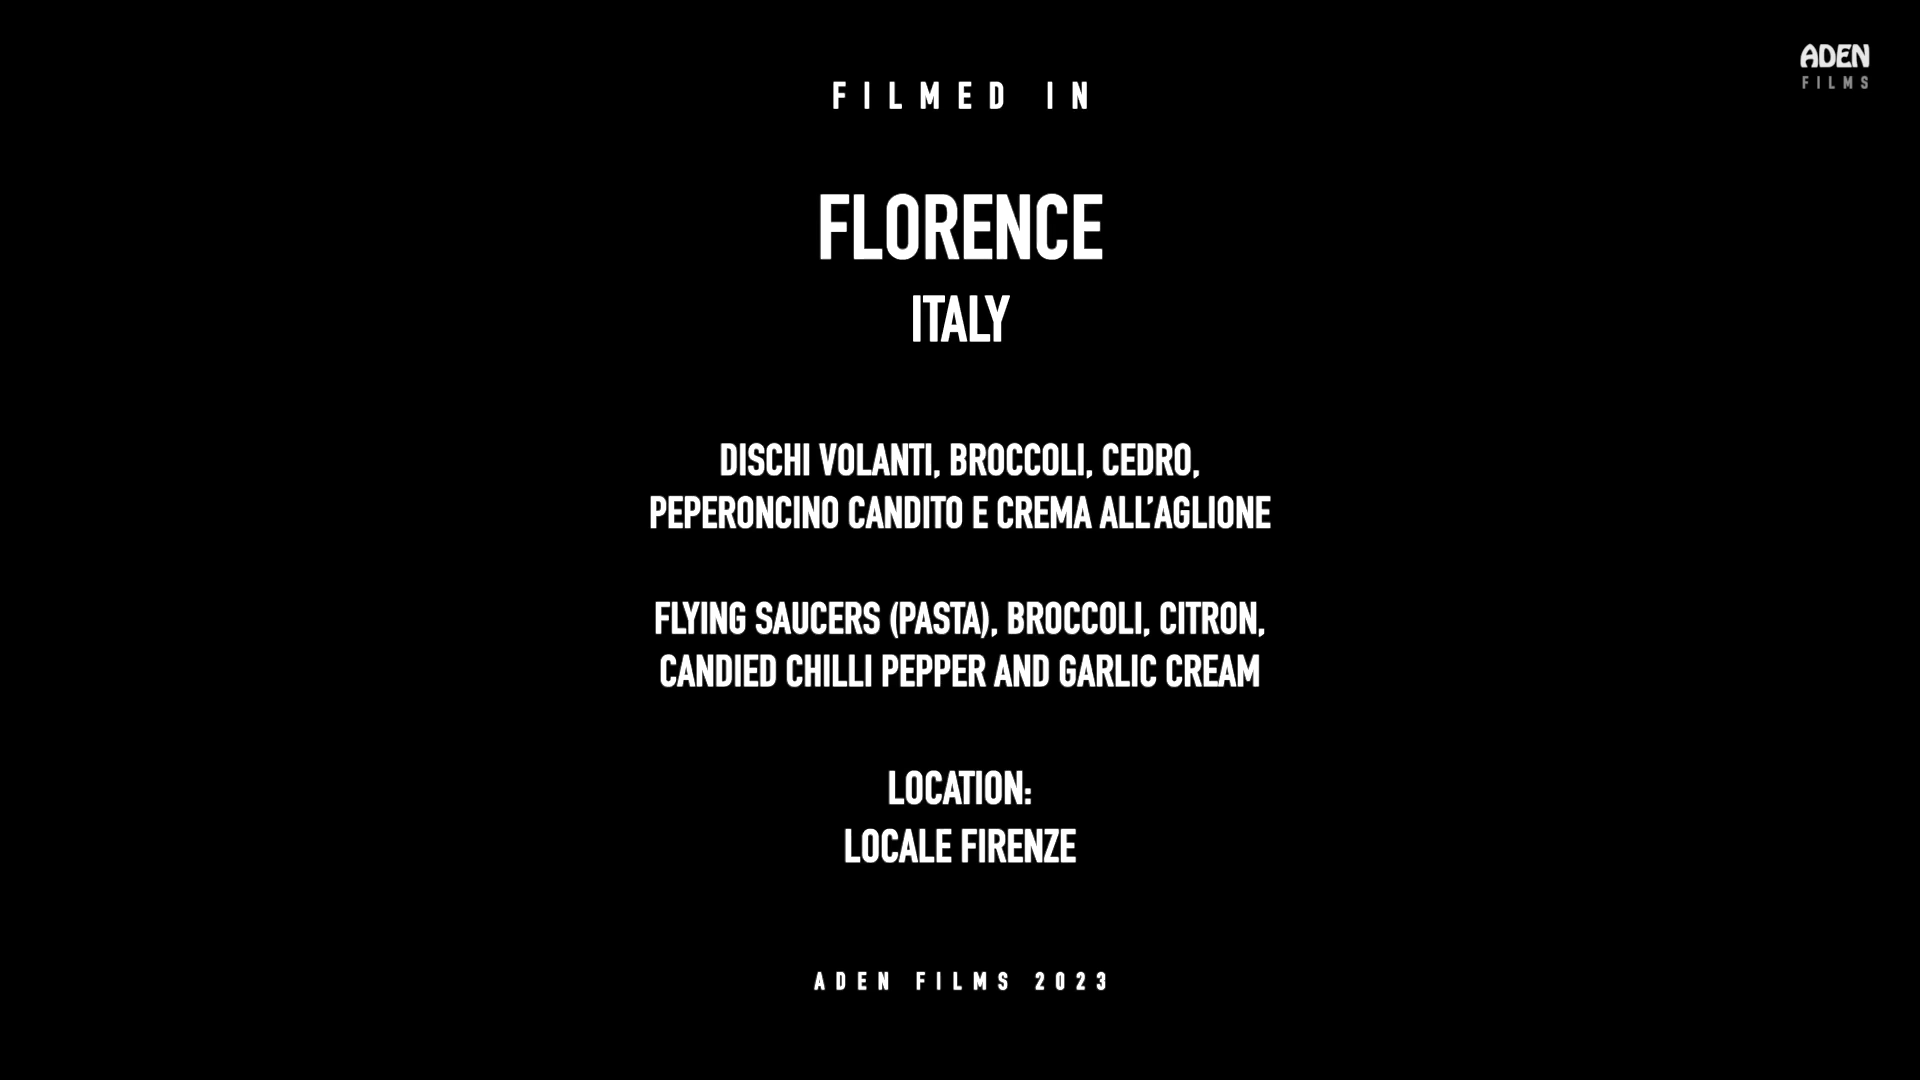 ADEN
FILMS
FILMED IN
FLORENCE
ITALY
DISCHI VOLANTI, BROCCOLI, CEDRO,
PEPERONCINO CANDITO E CREMA ALL'AGLIONE
FLYING SAUCERS (PASTA), BROCCOLI, CITRON,
CANDIED CHILLI PEPPER AND GARLIC CREAM
LOCATION:
LOCALE FIRENZE
ADEN FILMS 2023